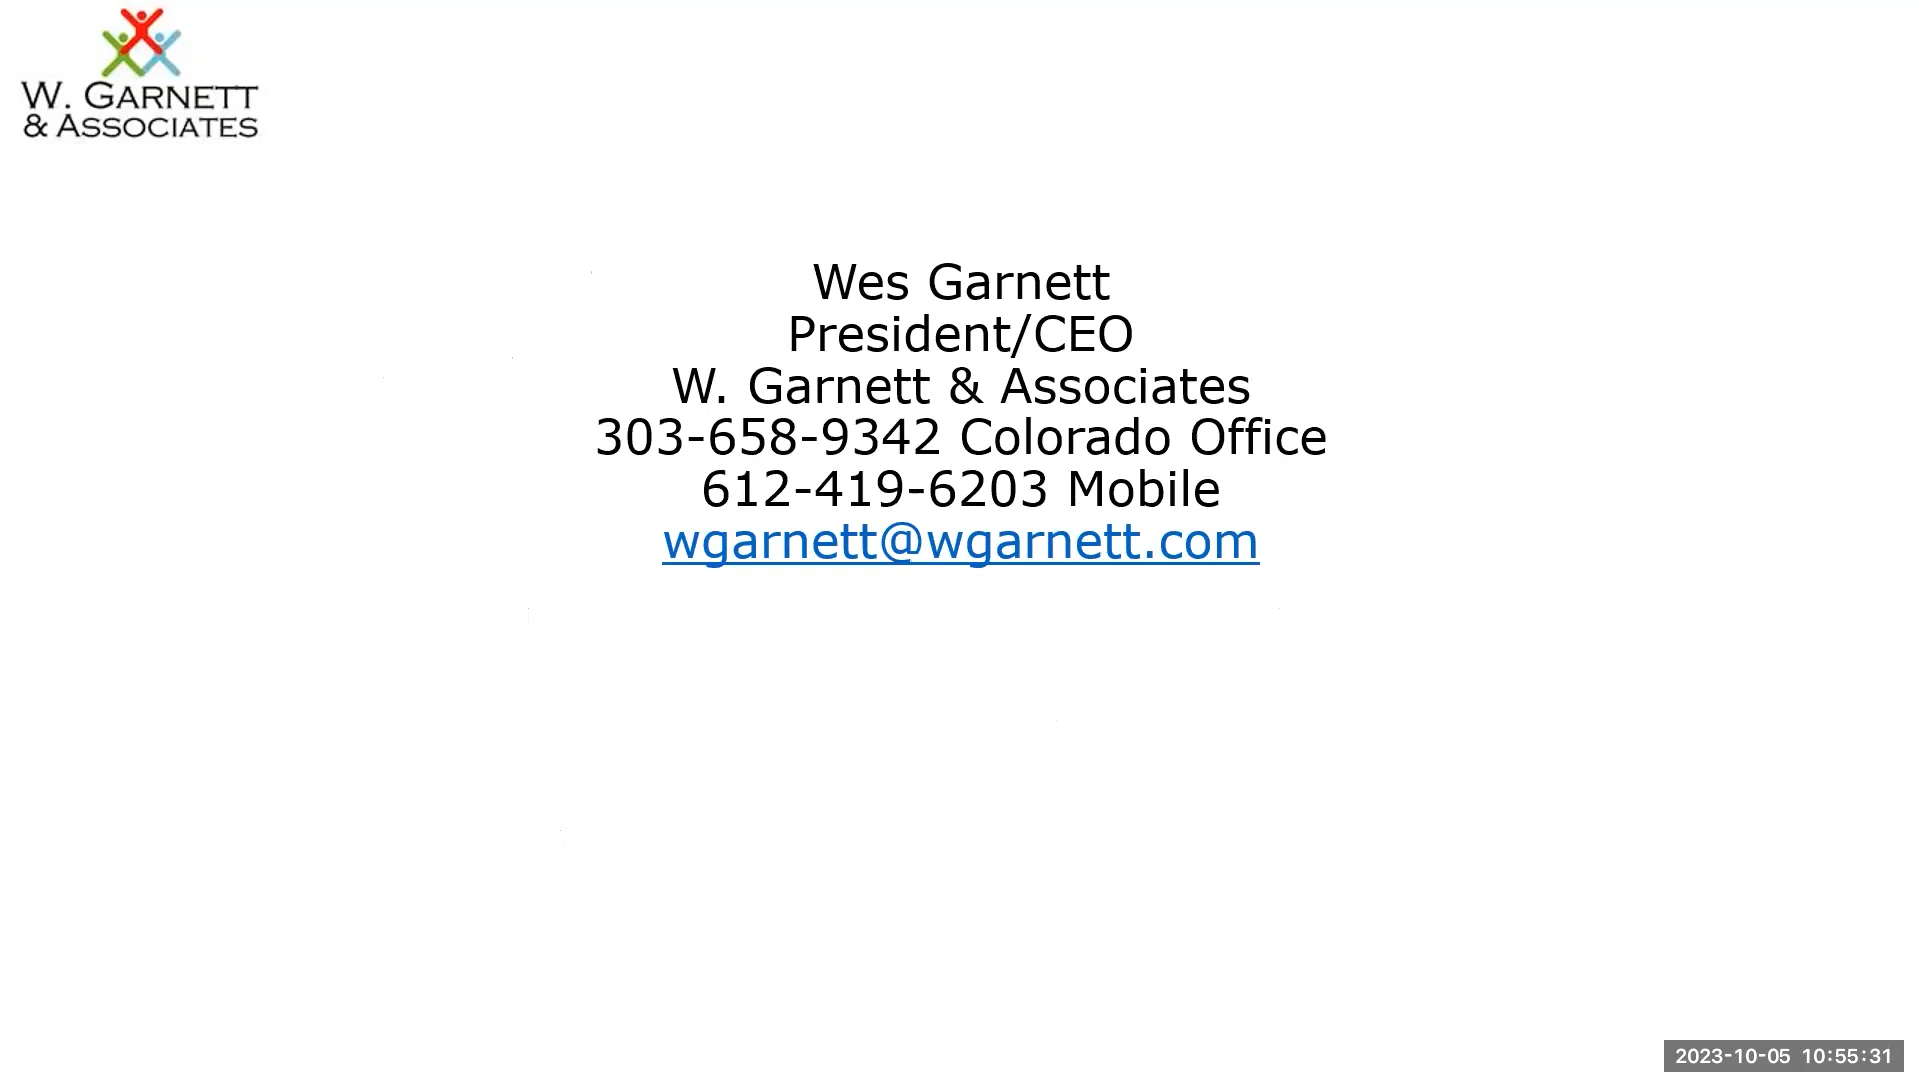 W. GARNETT
& ASSOCIATES
Wes Garnett
President/CEO
W. Garnett & Associates
303-658-9342 Colorado Office
612-419-6203 Mobile
wgarnett@wgarnett.com
2023-10-05 10:55:31